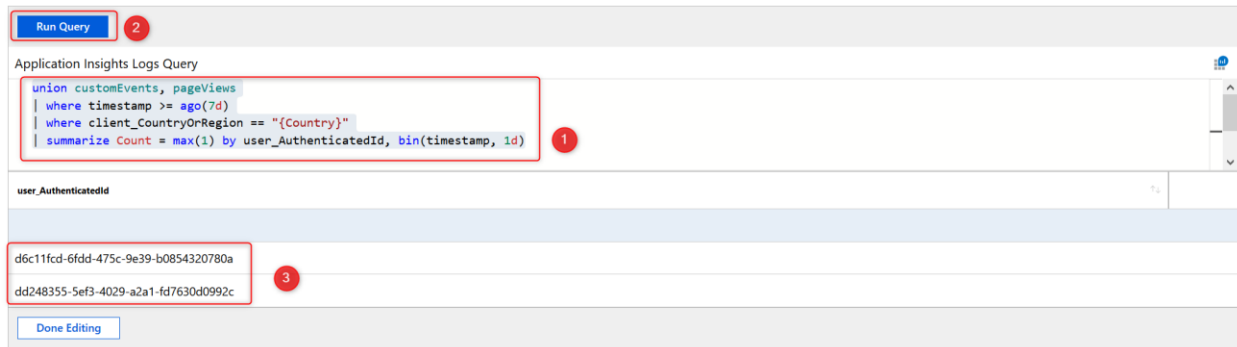 Run Query
2
Application Insights Logs Query
union customEvents, pageViews
| where timestamp >= ago(7d)
| where client_CountryOrRegion == "{Country}"
| summarize Count = max(1) by user_AuthenticatedId, bin(timestamp, 1d)
1
user_AuthenticatedId
d6c11fcd-6fdd-475c-9e39-b0854320780a
3
dd248355-5ef3-4029-a2a1-fd7630d0992c
Done Editing